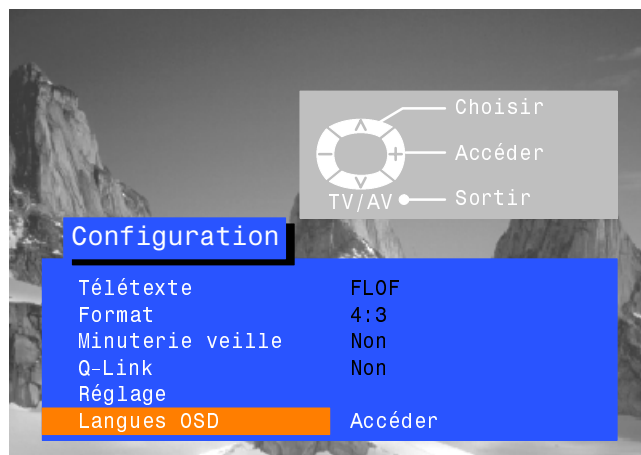 Choisir
Accéder
TV/AV Sortir
Configuration
Télétexte FLOF
Format 4:3
Minuterie veille Non
Q-Link Non
Réglage
Langues OSD Accéder